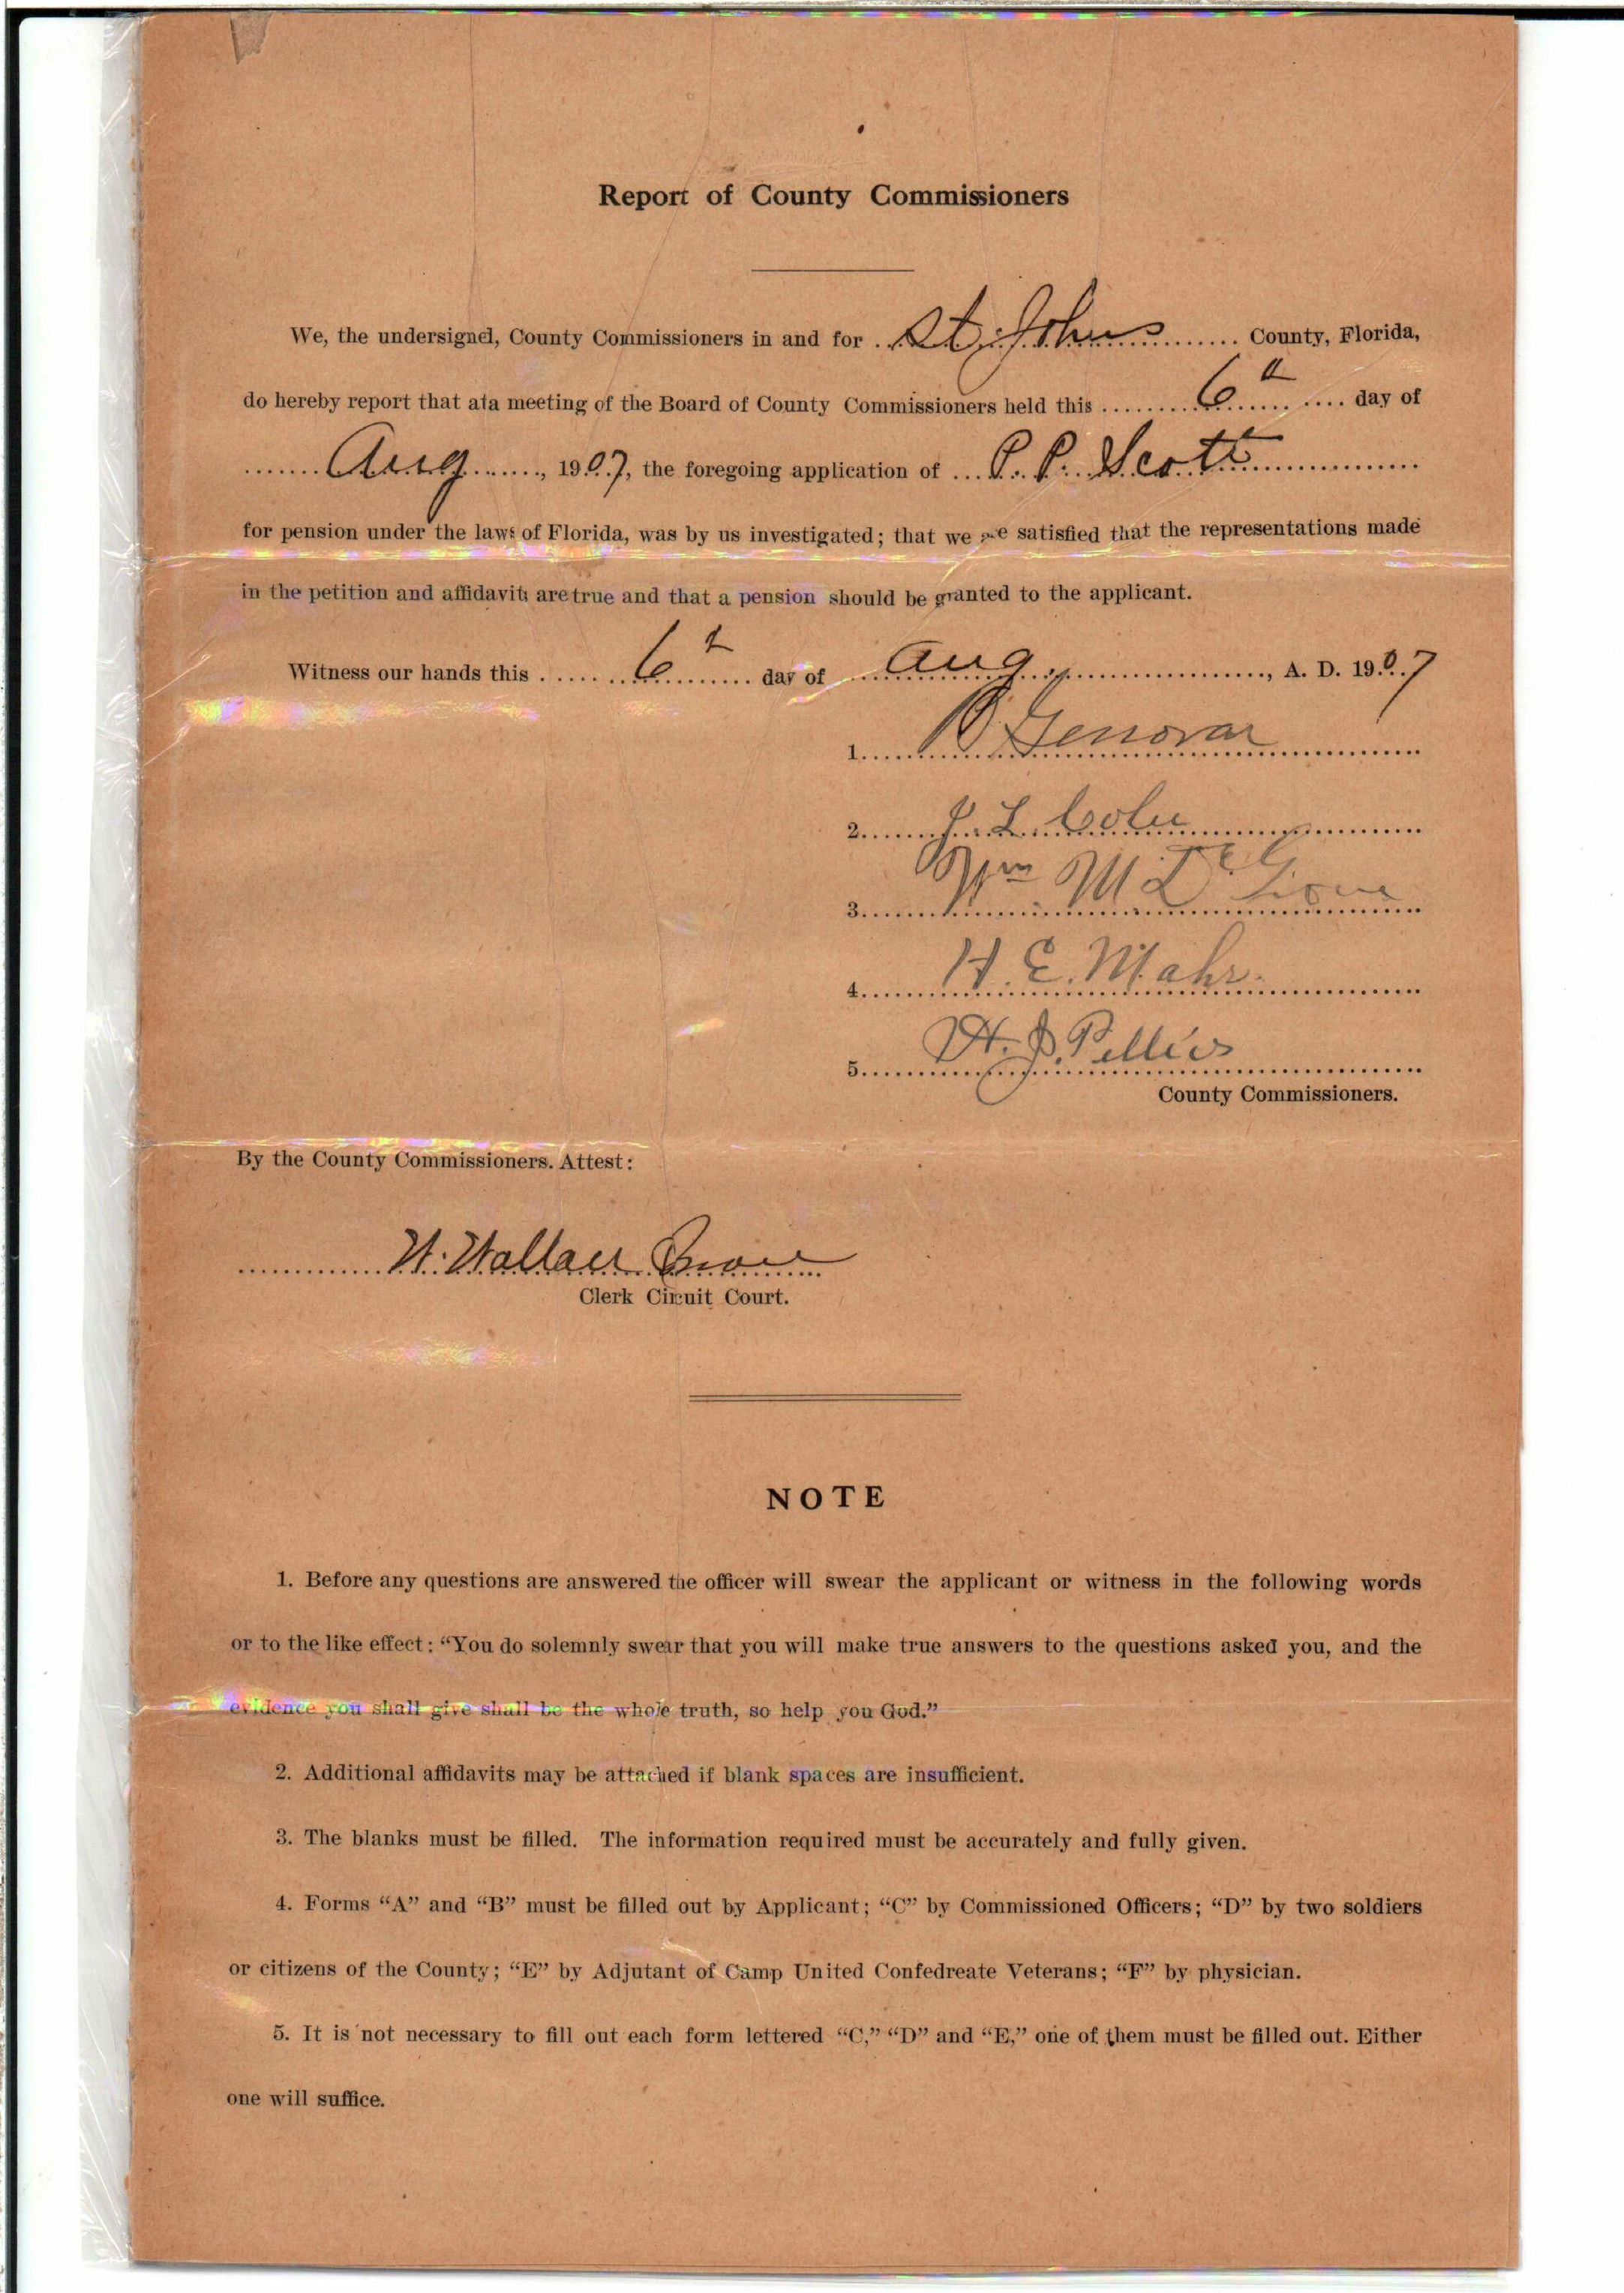 Report of County Commissioners
We, the undersigned, County Commissioners in and for St. Johns County, Florida,
do hereby report that at a meeting of the Board of County Commissioners held this 6th day of
Aug, 1907, the foregoing application of P. P. Scott
for pension under the laws of Florida, was by us investigated; that we are satisfied that the representations made
in the petition and affidavits are true and that a pension should be granted to the applicant.
Witness our hands this 6th day of Aug, A. D. 1907
1. Genovar
2. J. L.
3. Wm
4. H. E. Mahr.
5.
County Commissioners.
By the County Commissioners. Attest:
W. Wallace
Clerk Circuit Court.
NOTE
1. Before any questions are answered the officer will swear the applicant or witness in the following words
or to the like effect: “You do solemnly swear that you will make true answers to the questions asked you, and the
evidence you shall give shall be the whole truth, so help you God.”
2. Additional affidavits may be attached if blank spaces are insufficient.
3. The blanks must be filled. The information required must be accurately and fully given.
4. Forms “A” and “B” must be filled out by Applicant; “C” by Commissioned Officers; “D” by two soldiers
or citizens of the County; “E” by Adjutant of Camp United Confedreate Veterans; “F” by physician.
5. It is not necessary to fill out each form lettered “C,” “D” and “E,” one of them must be filled out. Either
one will suffice.